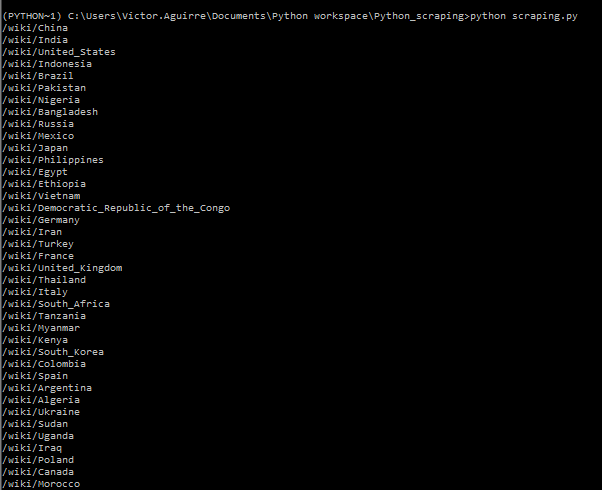 (PYTHON~1) C:\Users\Victor.Aguirre\Documents\Python workspace\Python_scraping>python scraping.py
/wiki/China
/wiki/India
/wiki/United_States
/wiki/Indonesia
/wiki/Brazil
/wiki/Pakistan
/wiki/Nigeria
/wiki/Bangladesh
/wiki/Russia
/wiki/Mexico
/wiki/Japan
/wiki/Philippines
/wiki/Egypt
/wiki/Ethiopia
/wiki/Vietnam
/wiki/Democratic_Republic_of_the_Congo
/wiki/Germany
/wiki/Iran
/wiki/Turkey
/wiki/France
/wiki/United_Kingdom
/wiki/Thailand
/wiki/Italy
/wiki/South_Africa
/wiki/Tanzania
/wiki/Myanmar
/wiki/Kenya
/wiki/South_Korea
/wiki/Colombia
/wiki/Spain
/wiki/Argentina
/wiki/Algeria
/wiki/Ukraine
/wiki/Sudan
/wiki/Uganda
/wiki/Iraq
/wiki/Poland
/wiki/Canada
/wiki/Morocco